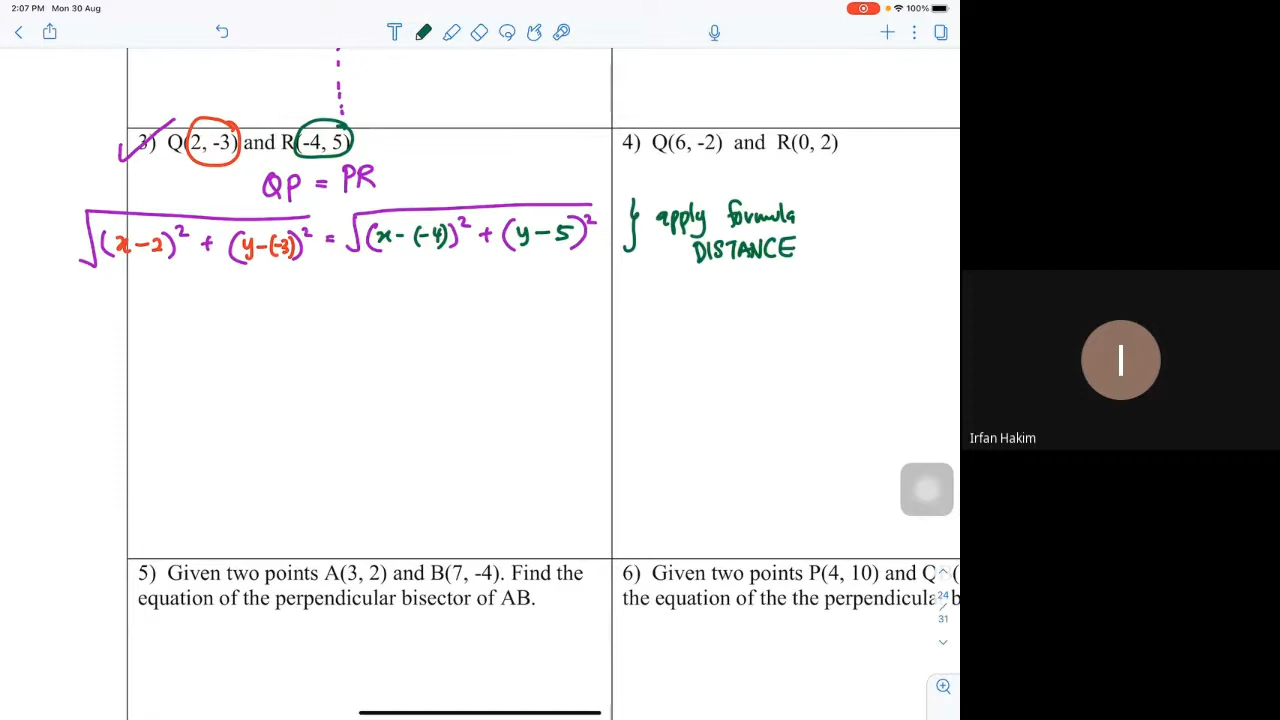 2:07 PM Mon 30 Aug
100%
T
3) Q(2, -3) and R(-4, 5)
QP = PR
√(x-2)² + (y-(-3))² = √(x-(-4))² + (y-5)²
4) Q(6, -2) and R(0, 2)
} apply formula
DISTANCE
I
Irfan Hakim
5) Given two points A(3, 2) and B(7, -4). Find the
equation of the perpendicular bisector of AB.
6) Given two points P(4, 10) and Q
the equation of the the perpendicula
24
/
31